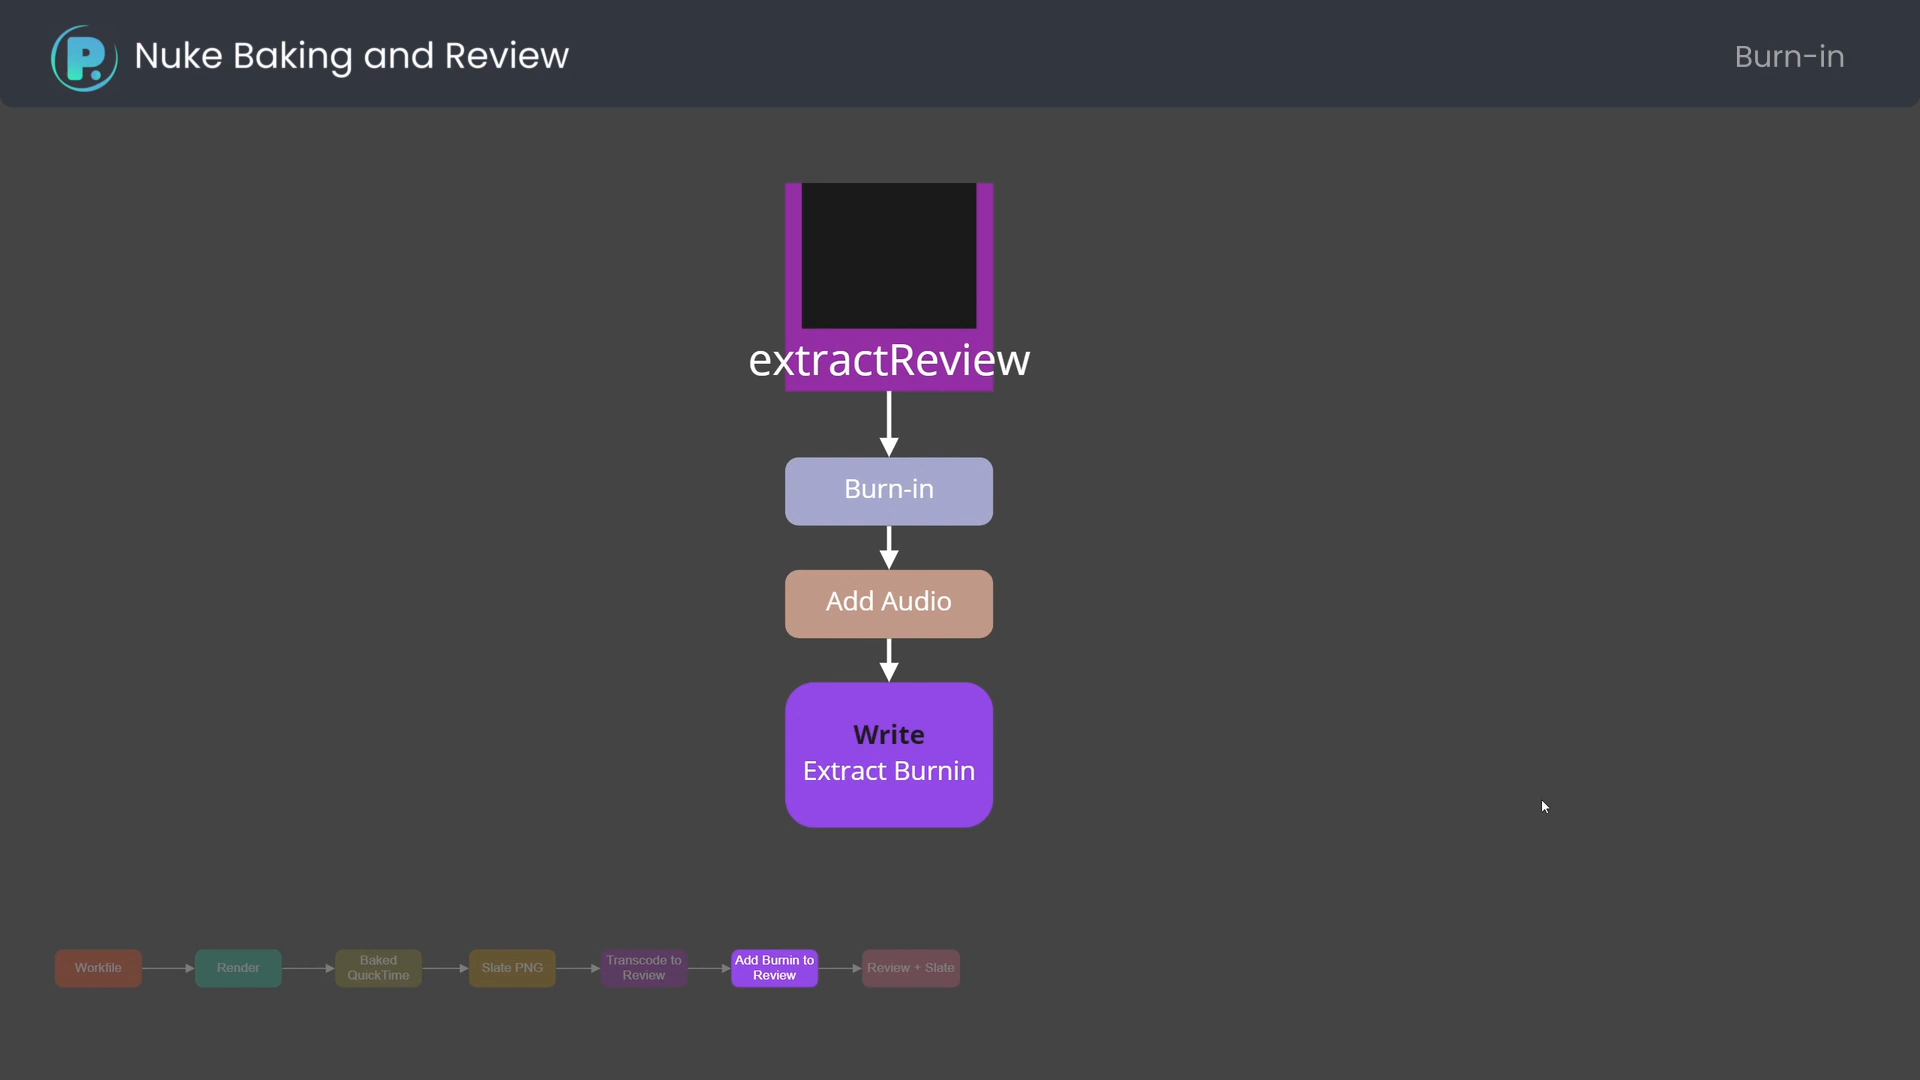 P.
Nuke Baking and Review
Burn-in
extractReview
Burn-in
Add Audio
Write
Extract Burnin
Workfile
Render
Baked
QuickTime
Slate PNG
Transcode to
Review
Add Burnin to
Review
Review + Slate